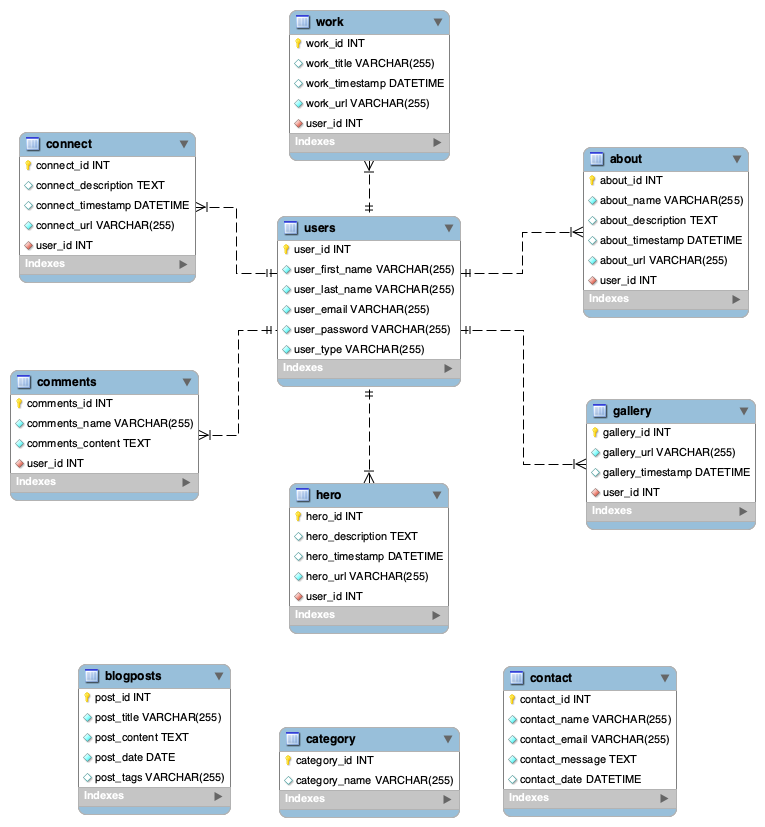 work
work_id INT
work_title VARCHAR(255)
work_timestamp DATETIME
work_url VARCHAR(255)
user_id INT
Indexes
connect
connect_id INT
connect_description TEXT
connect_timestamp DATETIME
connect_url VARCHAR(255)
user_id INT
Indexes
about
about_id INT
about_name VARCHAR(255)
about_description TEXT
about_timestamp DATETIME
about_url VARCHAR(255)
user_id INT
Indexes
users
user_id INT
user_first_name VARCHAR(255)
user_last_name VARCHAR(255)
user_email VARCHAR(255)
user_password VARCHAR(255)
user_type VARCHAR(255)
Indexes
comments
comments_id INT
comments_name VARCHAR(255)
comments_content TEXT
user_id INT
Indexes
gallery
gallery_id INT
gallery_url VARCHAR(255)
gallery_timestamp DATETIME
user_id INT
Indexes
hero
hero_id INT
hero_description TEXT
hero_timestamp DATETIME
hero_url VARCHAR(255)
user_id INT
Indexes
blogposts
post_id INT
post_title VARCHAR(255)
post_content TEXT
post_date DATE
post_tags VARCHAR(255)
Indexes
category
category_id INT
category_name VARCHAR(255)
Indexes
contact
contact_id INT
contact_name VARCHAR(255)
contact_email VARCHAR(255)
contact_message TEXT
contact_date DATETIME
Indexes